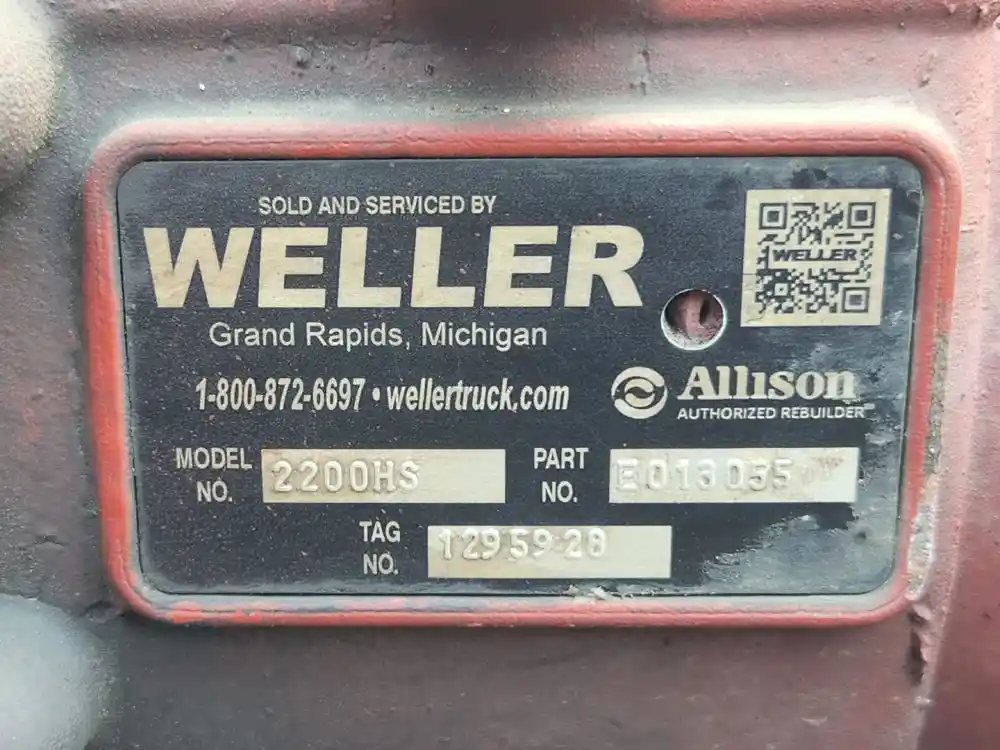 SOLD AND SERVICED BY
WELLER
Grand Rapids, Michigan
1-800-872-6697 • wellertruck.com
WELLER
Allison
AUTHORIZED REBUILDER
MODEL NO. 2200HS
PART NO. E013055
TAG NO. 1295928